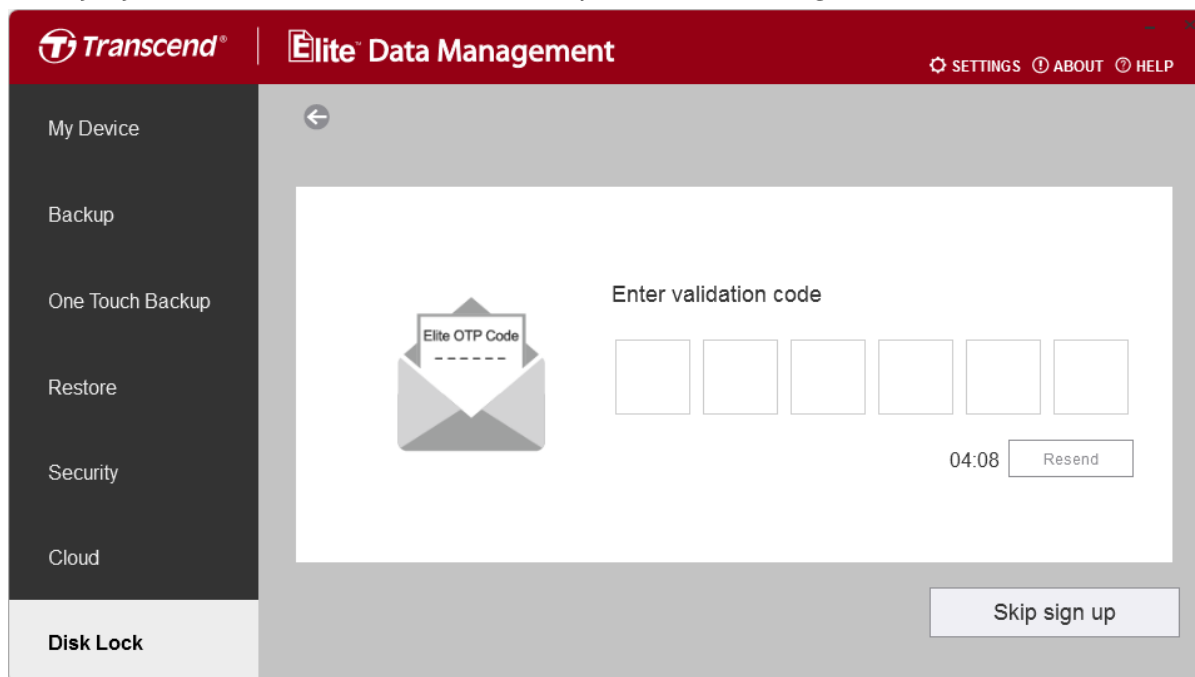 Transcend®
Elite™ Data Management
SETTINGS ABOUT HELP
My Device
Backup
One Touch Backup
Restore
Security
Cloud
Disk Lock
Elite OTP Code
Enter validation code
04:08 Resend
Skip sign up